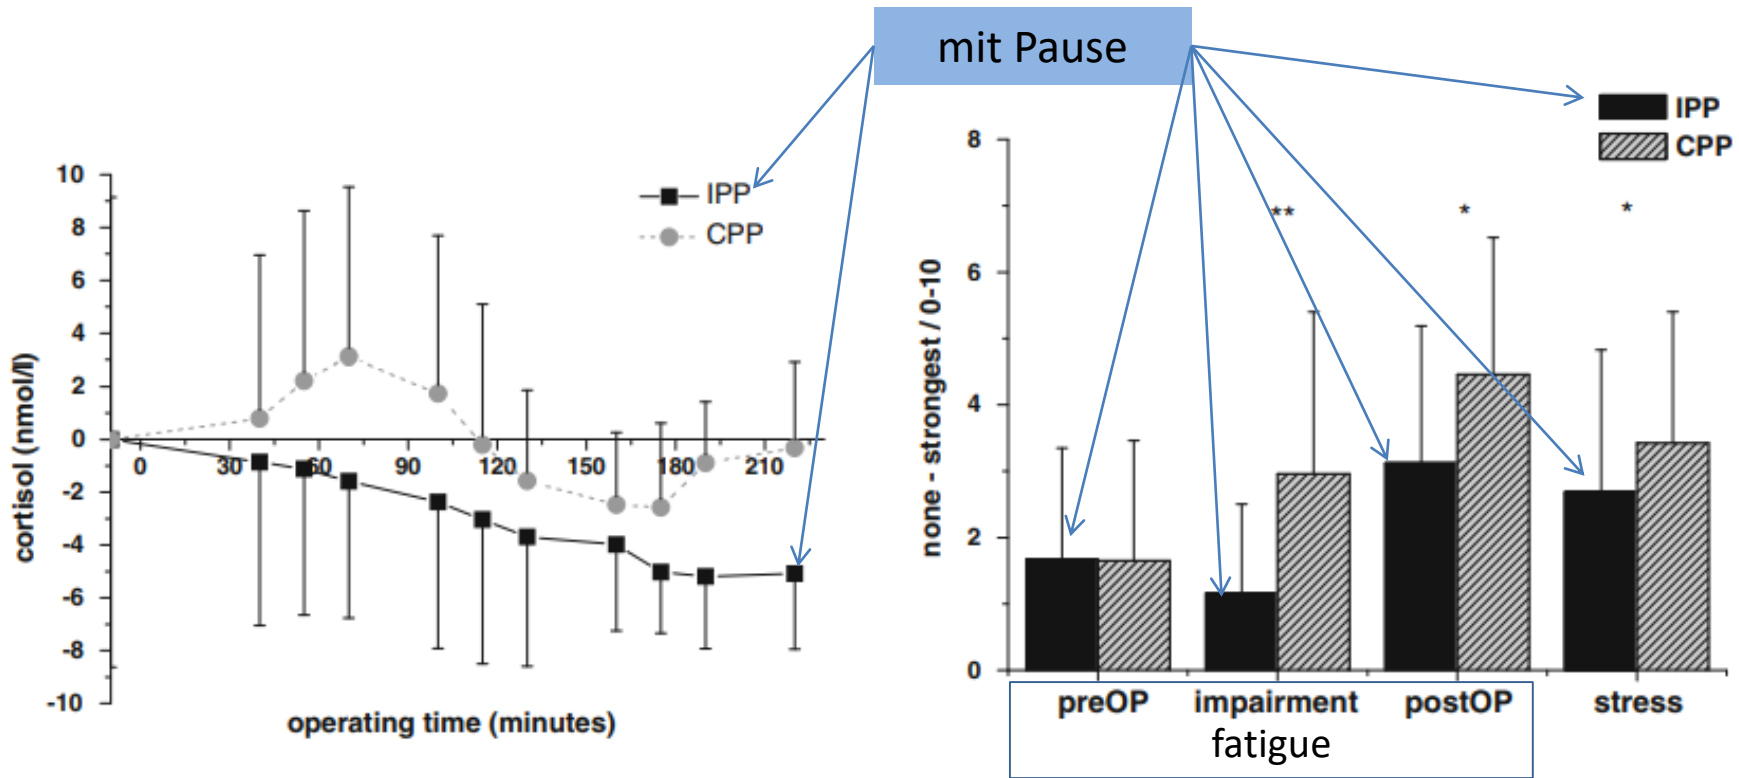 mit Pause
IPP
CPP
10
8
6
4
2
0
-2
-4
-6
-8
-10
0 30 60 90 120 150 180 210
cortisol (nmol/l)
operating time (minutes)
IPP
CPP
8
6
4
2
0
** * *
none - strongest / 0-10
preOP impairment postOP stress
fatigue